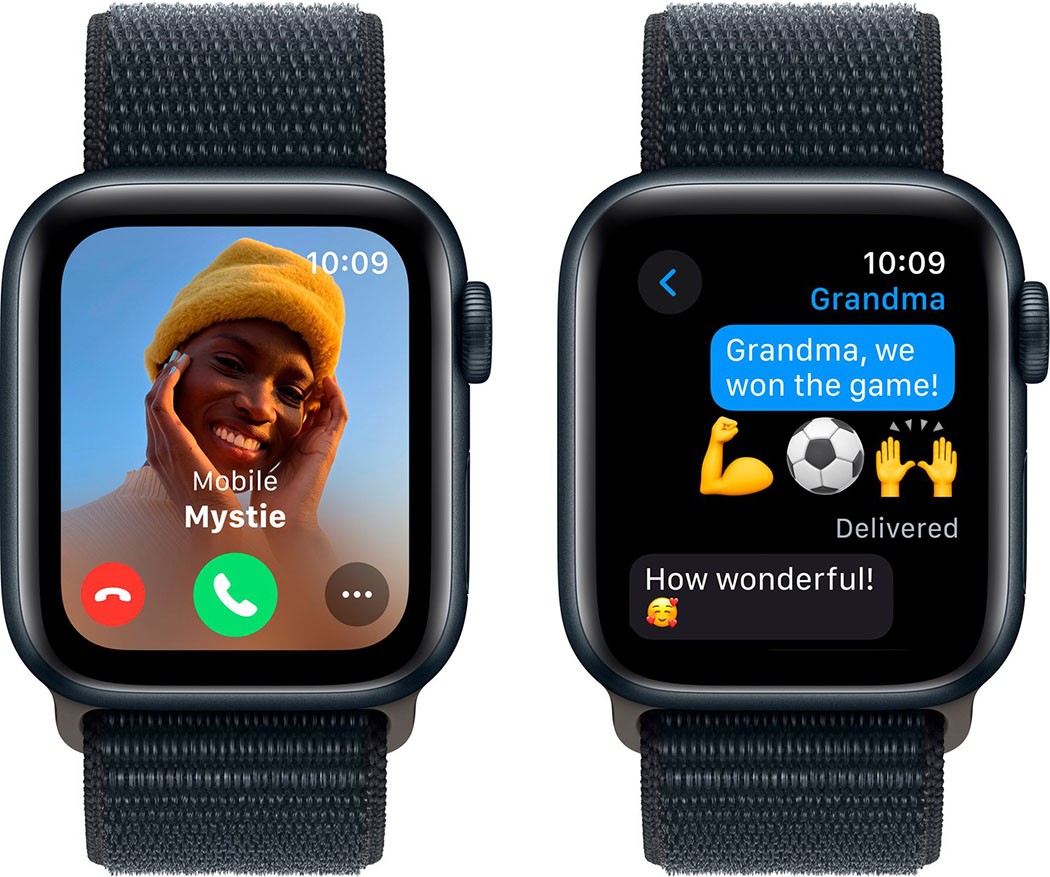 10:09
Mobile
Mystie
10:09
Grandma
Grandma, we
won the game!
Delivered
How wonderful!